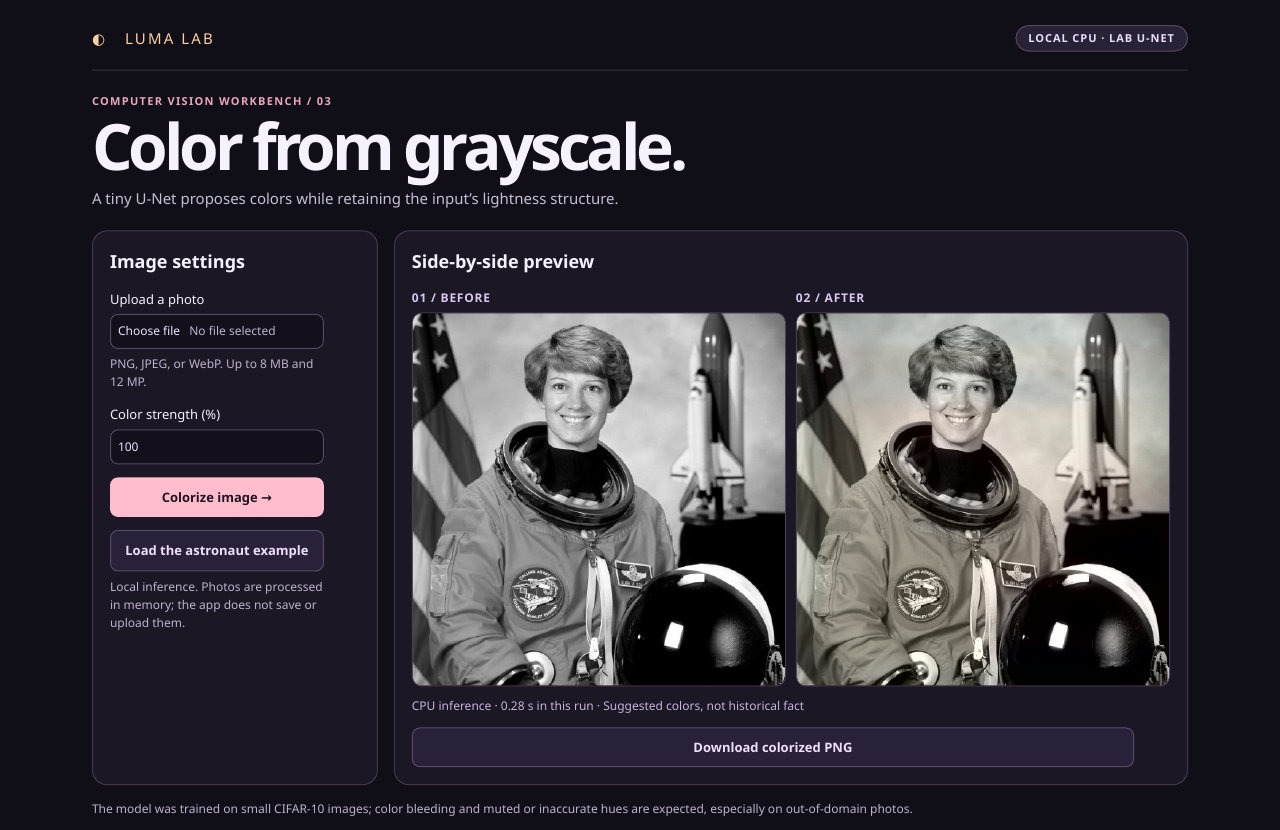 ◐ LUMA LAB
LOCAL CPU · LAB U-NET
COMPUTER VISION WORKBENCH / 03
Color from grayscale.
A tiny U-Net proposes colors while retaining the input’s lightness structure.
Image settings
Upload a photo
Choose file No file selected
PNG, JPEG, or WebP. Up to 8 MB and
12 MP.
Color strength (%)
100
Colorize image →
Load the astronaut example
Local inference. Photos are processed
in memory; the app does not save or
upload them.
Side-by-side preview
01 / BEFORE
02 / AFTER
CPU inference · 0.28 s in this run · Suggested colors, not historical fact
Download colorized PNG
The model was trained on small CIFAR-10 images; color bleeding and muted or inaccurate hues are expected, especially on out-of-domain photos.